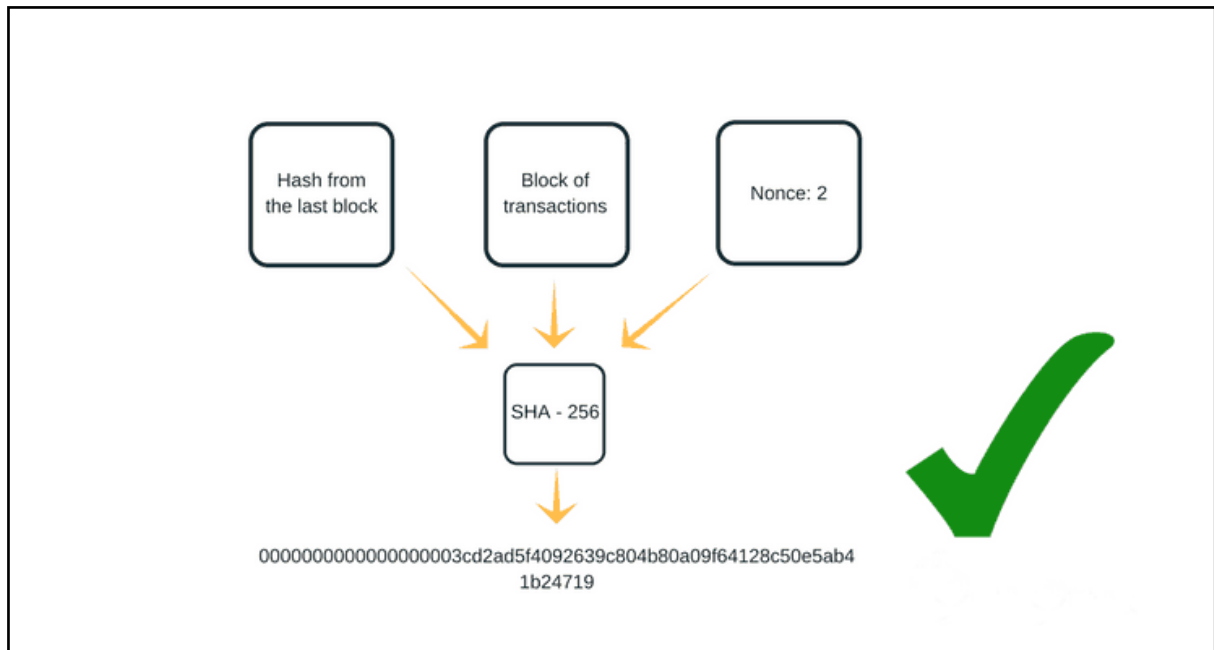 Hash from
the last block
Block of
transactions
Nonce: 2
SHA - 256
0000000000000000003cd2ad5f4092639c804b80a09f64128c50e5ab4
1b24719